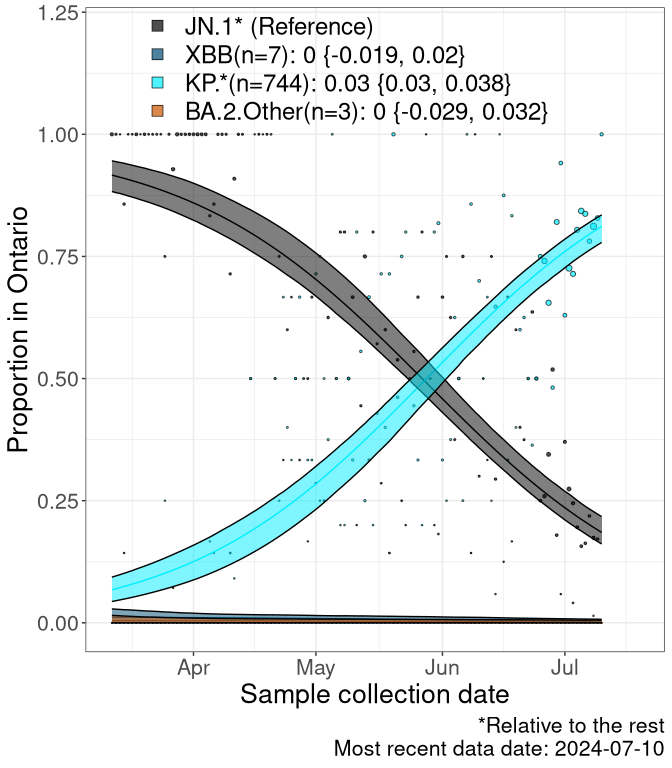 JN.1* (Reference)
XBB(n=7): 0 {-0.019, 0.02}
KP.*(n=744): 0.03 {0.03, 0.038}
BA.2.Other(n=3): 0 {-0.029, 0.032}
1.25
1.00
0.75
0.50
0.25
0.00
Proportion in Ontario
Apr May Jun Jul
Sample collection date
*Relative to the rest
Most recent data date: 2024-07-10